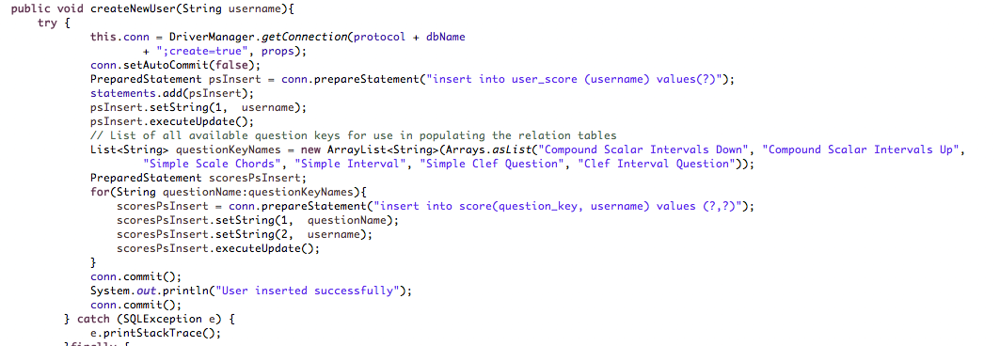 public void createNewUser(String username){
try {
this.conn = DriverManager.getConnection(protocol + dbName
+ ";create=true", props);
conn.setAutoCommit(false);
PreparedStatement psInsert = conn.prepareStatement("insert into user_score (username) values(?)");
statements.add(psInsert);
psInsert.setString(1,  username);
psInsert.executeUpdate();
// List of all available question keys for use in populating the relation tables
List<String> questionKeyNames = new ArrayList<String>(Arrays.asList("Compound Scalar Intervals Down", "Compound Scalar Intervals Up",
"Simple Scale Chords", "Simple Interval", "Simple Clef Question", "Clef Interval Question"));
PreparedStatement scoresPsInsert;
for(String questionName:questionKeyNames){
scoresPsInsert = conn.prepareStatement("insert into score(question_key, username) values (?,?)");
scoresPsInsert.setString(1,  questionName);
scoresPsInsert.setString(2,  username);
scoresPsInsert.executeUpdate();
}
conn.commit();
System.out.println("User inserted successfully");
conn.commit();
} catch (SQLException e) {
e.printStackTrace();
}finally {